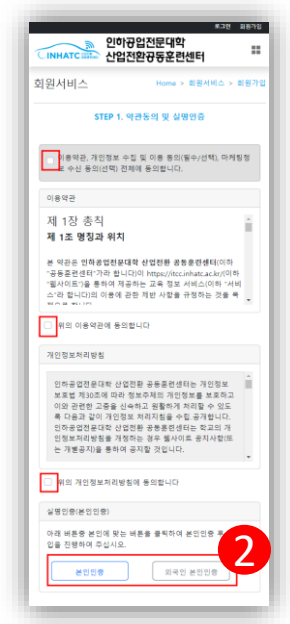 로그인 회원가입
INHATC
인하공업전문대학
산업전환공동훈련센터
회원서비스
Home > 회원서비스 > 회원가입
STEP 1. 약관동의 및 실명인증
이용약관, 개인정보 수집 및 이용 동의(필수/선택), 마케팅정
보 수신 동의(선택) 전체에 동의합니다.
이용약관
제 1장 총칙
제 1조 명칭과 위치
본 약관은 인하공업전문대학 산업전환 공동훈련센터(이하
"공동훈련센터"가라 합니다)이 https://itcc.inhatc.ac.kr/(이하
"웹사이트")을 통하여 제공하는 교육 정보 서비스(이하 "서비
스"라 합니다)의 이용에 관한 제반 사항을 규정하는 것을 목
위의 이용약관에 동의합니다
개인정보처리방침
인하공업전문대학 산업전환 공동훈련센터는 개인정보
보호법 제30조에 따라 정보주체의 개인정보를 보호하고
이와 관련한 고충을 신속하고 원활하게 처리할 수 있도
록 다음과 같이 개인정보 처리지침을 수립·공개합니다.
인하공업전문대학 산업전환 공동훈련센터는 학교의 개
인정보처리방침을 개정하는 경우 웹사이트 공지사항(또
는 개별공지)을 통하여 공지할 것입니다.
위의 개인정보처리방침에 동의합니다
실명인증(본인인증)
아래 버튼중 본인에 맞는 버튼을 클릭하여 본인인증 후
입을 진행하여 주십시오.
2
본인인증
외국인 본인인증